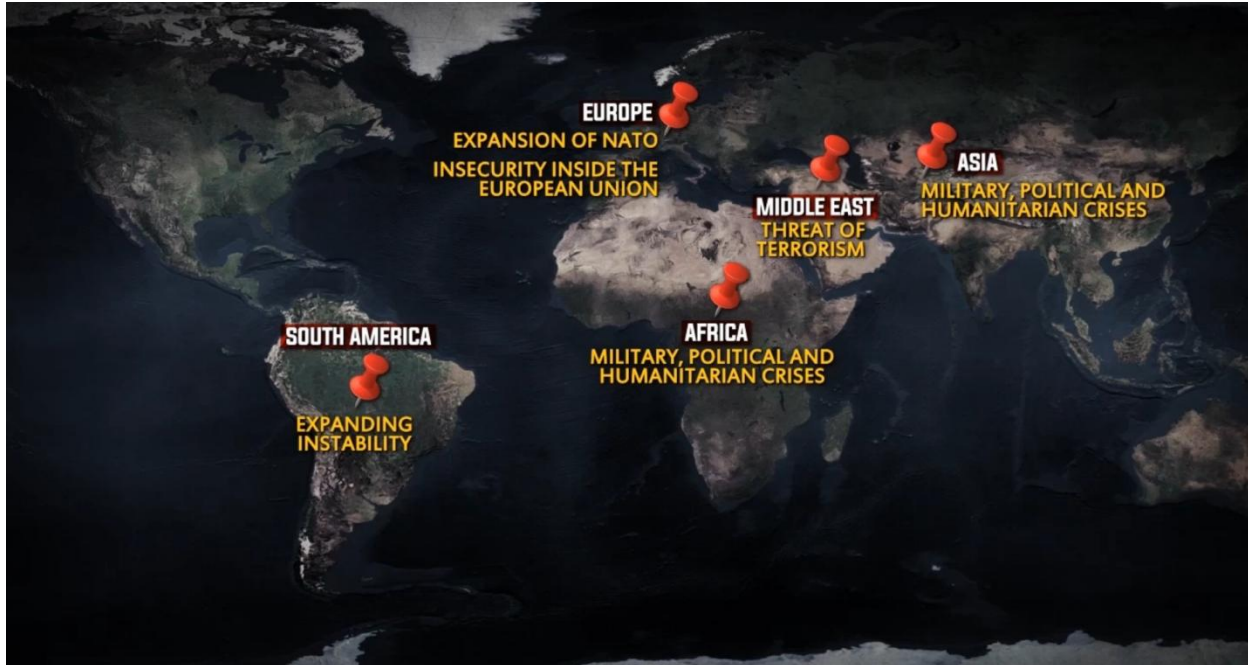 EUROPE
EXPANSION OF NATO
INSECURITY INSIDE THE
EUROPEAN UNION
ASIA
MILITARY, POLITICAL AND
HUMANITARIAN CRISES
MIDDLE EAST
THREAT OF
TERRORISM
AFRICA
MILITARY, POLITICAL AND
HUMANITARIAN CRISES
SOUTH AMERICA
EXPANDING
INSTABILITY